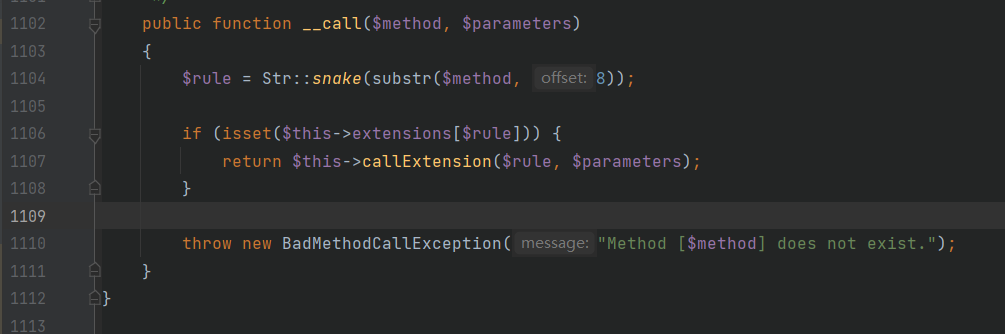 1102 public function __call($method, $parameters)
1103 {
1104 $rule = Str::snake(substr($method, offset: 8));
1105
1106 if (isset($this->extensions[$rule])) {
1107 return $this->callExtension($rule, $parameters);
1108 }
1109
1110 throw new BadMethodCallException( message: "Method [$method] does not exist.");
1111 }
1112 }
1113